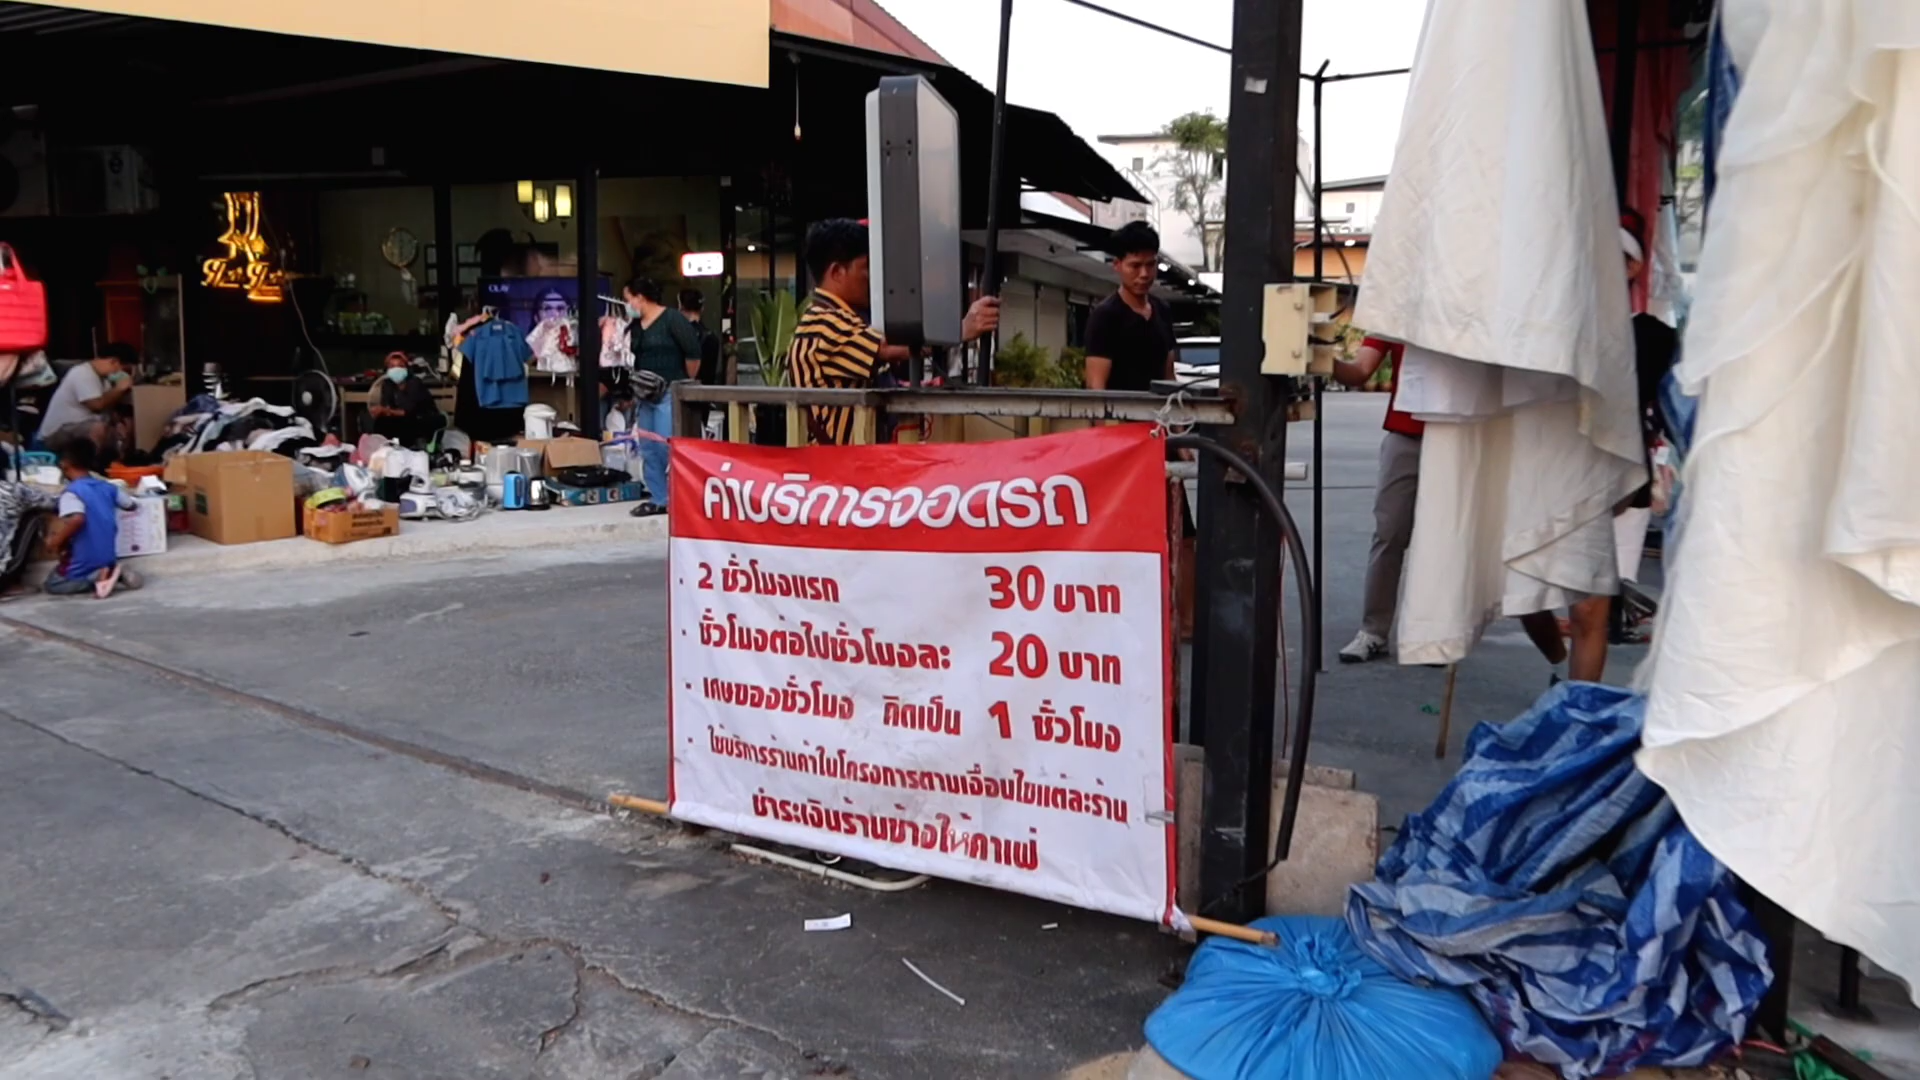 OLAY
ค่าบริการจอดรถ
· 2 ชั่วโมงแรก 30 บาท
· ชั่วโมงต่อไปชั่วโมงละ 20 บาท
· เศษของชั่วโมง คิดเป็น 1 ชั่วโมง
· ใช้บริการร้านค้าในโครงการตามเงื่อนไขแต่ละร้าน
ชำระเงินร้านข้างให้คาเฟ่